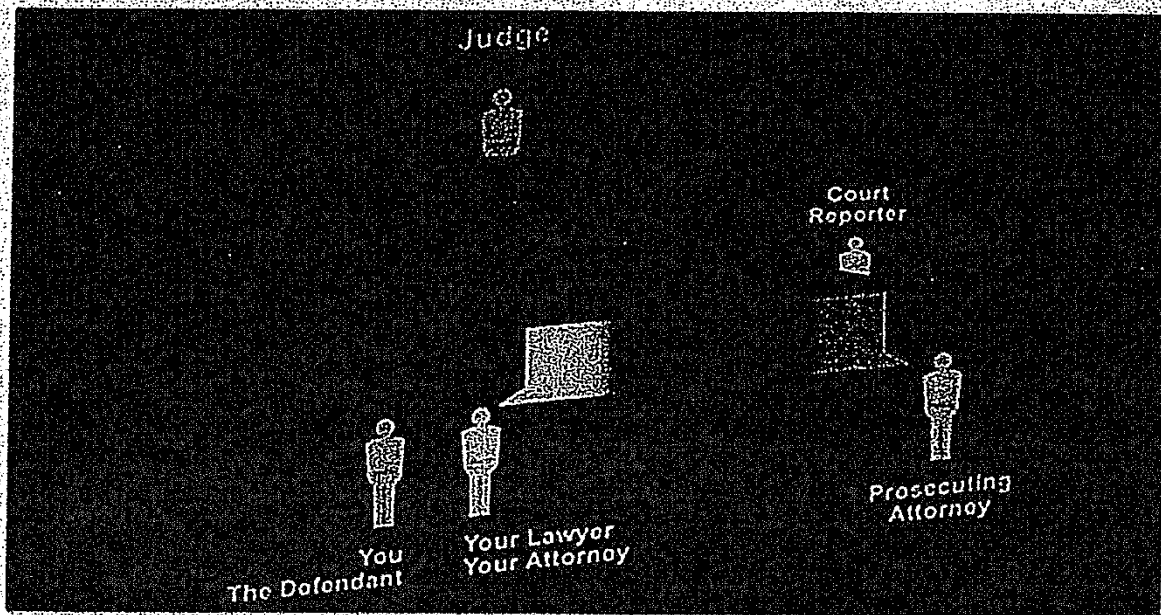 Judge
Court
Reporter
Prosecuting
Attorney
Your Lawyer
Your Attorney
You
The Defendant